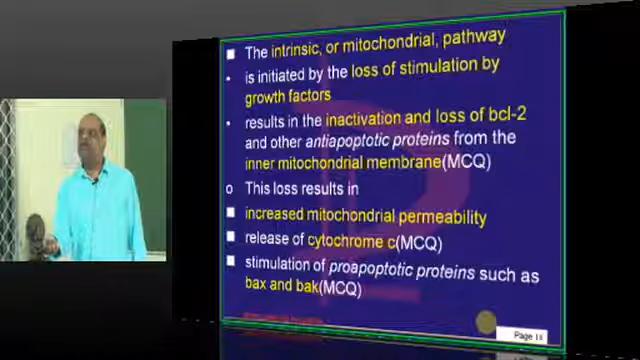 The intrinsic, or mitochondrial, pathway
is initiated by the loss of stimulation by
growth factors
results in the inactivation and loss of bcl-2
and other antiapoptotic proteins from the
inner mitochondrial membrane(MCQ)
This loss results in
increased mitochondrial permeability
release of cytochrome c(MCQ)
stimulation of proapoptotic proteins such as
bax and bak(MCQ)